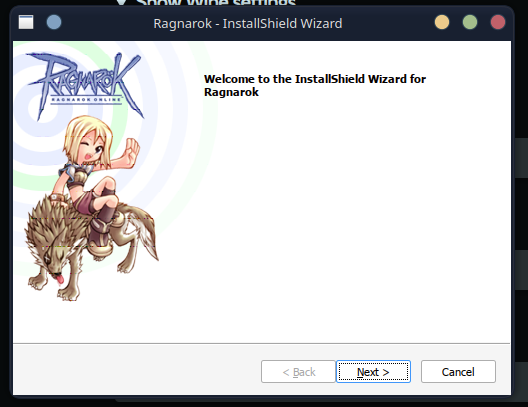 Show Wine settings
Ragnarok - InstallShield Wizard
RAGNAROK
RAGNAROK ONLINE
Welcome to the InstallShield Wizard for
Ragnarok
< Back
Next >
Cancel